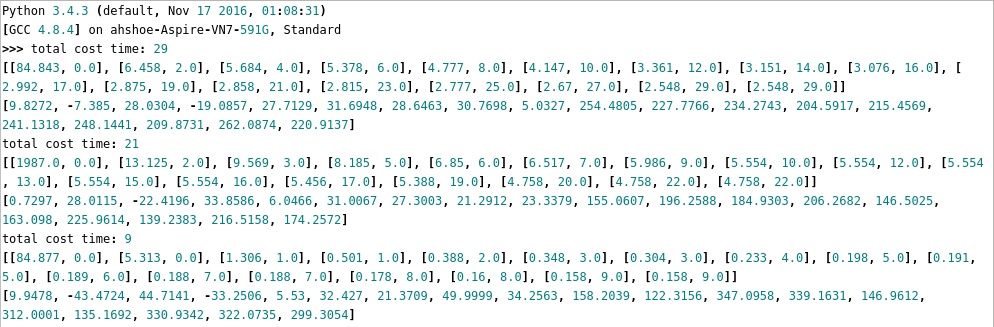 Python 3.4.3 (default, Nov 17 2016, 01:08:31)
[GCC 4.8.4] on ahshoe-Aspire-VN7-591G, Standard
>>> total cost time: 29
[[84.843, 0.0], [6.458, 2.0], [5.684, 4.0], [5.378, 6.0], [4.777, 8.0], [4.147, 10.0], [3.361, 12.0], [3.151, 14.0], [3.076, 16.0], [
2.992, 17.0], [2.875, 19.0], [2.858, 21.0], [2.815, 23.0], [2.777, 25.0], [2.67, 27.0], [2.548, 29.0], [2.548, 29.0]]
[9.8272, -7.385, 28.0304, -19.0857, 27.7129, 31.6948, 28.6463, 30.7698, 5.0327, 254.4805, 227.7766, 234.2743, 204.5917, 215.4569,
241.1318, 248.1441, 209.8731, 262.0874, 220.9137]
total cost time: 21
[[1987.0, 0.0], [13.125, 2.0], [9.569, 3.0], [8.185, 5.0], [6.85, 6.0], [6.517, 7.0], [5.986, 9.0], [5.554, 10.0], [5.554, 12.0], [5.554
, 13.0], [5.554, 15.0], [5.554, 16.0], [5.456, 17.0], [5.388, 19.0], [4.758, 20.0], [4.758, 22.0], [4.758, 22.0]]
[0.7297, 28.0115, -22.4196, 33.8586, 6.0466, 31.0067, 27.3003, 21.2912, 23.3379, 155.0607, 196.2588, 184.9303, 206.2682, 146.5025,
163.098, 225.9614, 139.2383, 216.5158, 174.2572]
total cost time: 9
[[84.877, 0.0], [5.313, 0.0], [1.306, 1.0], [0.501, 1.0], [0.388, 2.0], [0.348, 3.0], [0.304, 3.0], [0.233, 4.0], [0.198, 5.0], [0.191,
5.0], [0.189, 6.0], [0.188, 7.0], [0.188, 7.0], [0.178, 8.0], [0.16, 8.0], [0.158, 9.0], [0.158, 9.0]]
[9.9478, -43.4724, 44.7141, -33.2506, 5.53, 32.427, 21.3709, 49.9999, 34.2563, 158.2039, 122.3156, 347.0958, 339.1631, 146.9612,
312.0001, 135.1692, 330.9342, 322.0735, 299.3054]